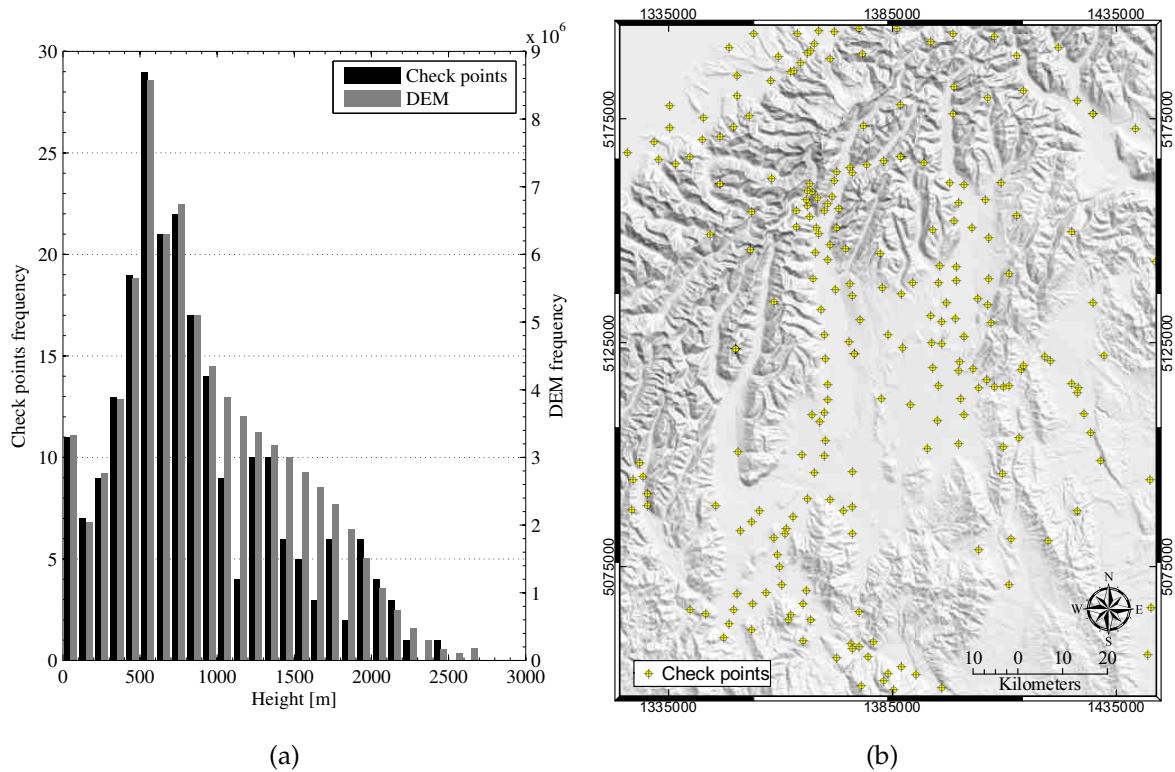 x 10⁶
30
25
20
15
10
5
0
Check points frequency
Check points
DEM
9
8
7
6
5
4
3
2
1
0
DEM frequency
0 500 1000 1500 2000 2500 3000
Height [m]
(a)
1335000 1385000 1435000
5175000 5175000
5125000 5125000
5075000 5075000
N
W E
S
Check points
10 0 10 20
Kilometers
1335000 1385000 1435000
(b)